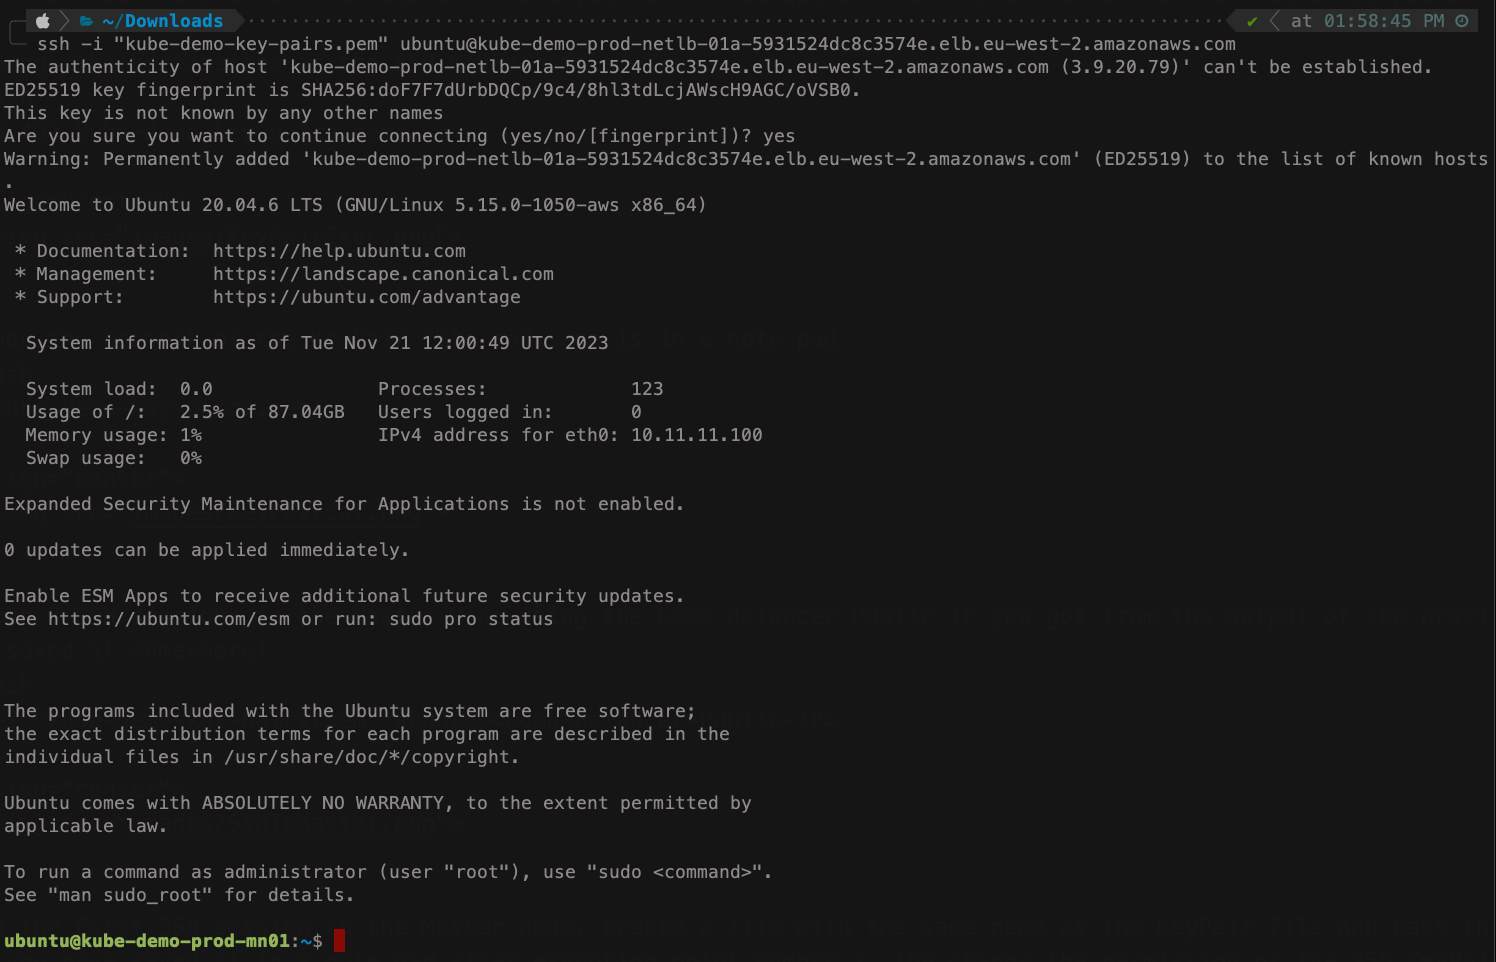 ~/Downloads at 01:58:45 PM
ssh -i "kube-demo-key-pairs.pem" ubuntu@kube-demo-prod-netlb-01a-5931524dc8c3574e.elb.eu-west-2.amazonaws.com
The authenticity of host 'kube-demo-prod-netlb-01a-5931524dc8c3574e.elb.eu-west-2.amazonaws.com (3.9.20.79)' can't be established.
ED25519 key fingerprint is SHA256:doF7F7dUrbDQCp/9c4/8hl3tdLcjAWscH9AGC/oVSB0.
This key is not known by any other names
Are you sure you want to continue connecting (yes/no/[fingerprint])? yes
Warning: Permanently added 'kube-demo-prod-netlb-01a-5931524dc8c3574e.elb.eu-west-2.amazonaws.com' (ED25519) to the list of known hosts
.
Welcome to Ubuntu 20.04.6 LTS (GNU/Linux 5.15.0-1050-aws x86_64)
* Documentation: https://help.ubuntu.com
* Management: https://landscape.canonical.com
* Support: https://ubuntu.com/advantage
System information as of Tue Nov 21 12:00:49 UTC 2023
System load: 0.0 Processes: 123
Usage of /: 2.5% of 87.04GB Users logged in: 0
Memory usage: 1% IPv4 address for eth0: 10.11.11.100
Swap usage: 0%
Expanded Security Maintenance for Applications is not enabled.
0 updates can be applied immediately.
Enable ESM Apps to receive additional future security updates.
See https://ubuntu.com/esm or run: sudo pro status
The programs included with the Ubuntu system are free software;
the exact distribution terms for each program are described in the
individual files in /usr/share/doc/*/copyright.
Ubuntu comes with ABSOLUTELY NO WARRANTY, to the extent permitted by
applicable law.
To run a command as administrator (user "root"), use "sudo <command>".
See "man sudo_root" for details.
ubuntu@kube-demo-prod-mn01:~$